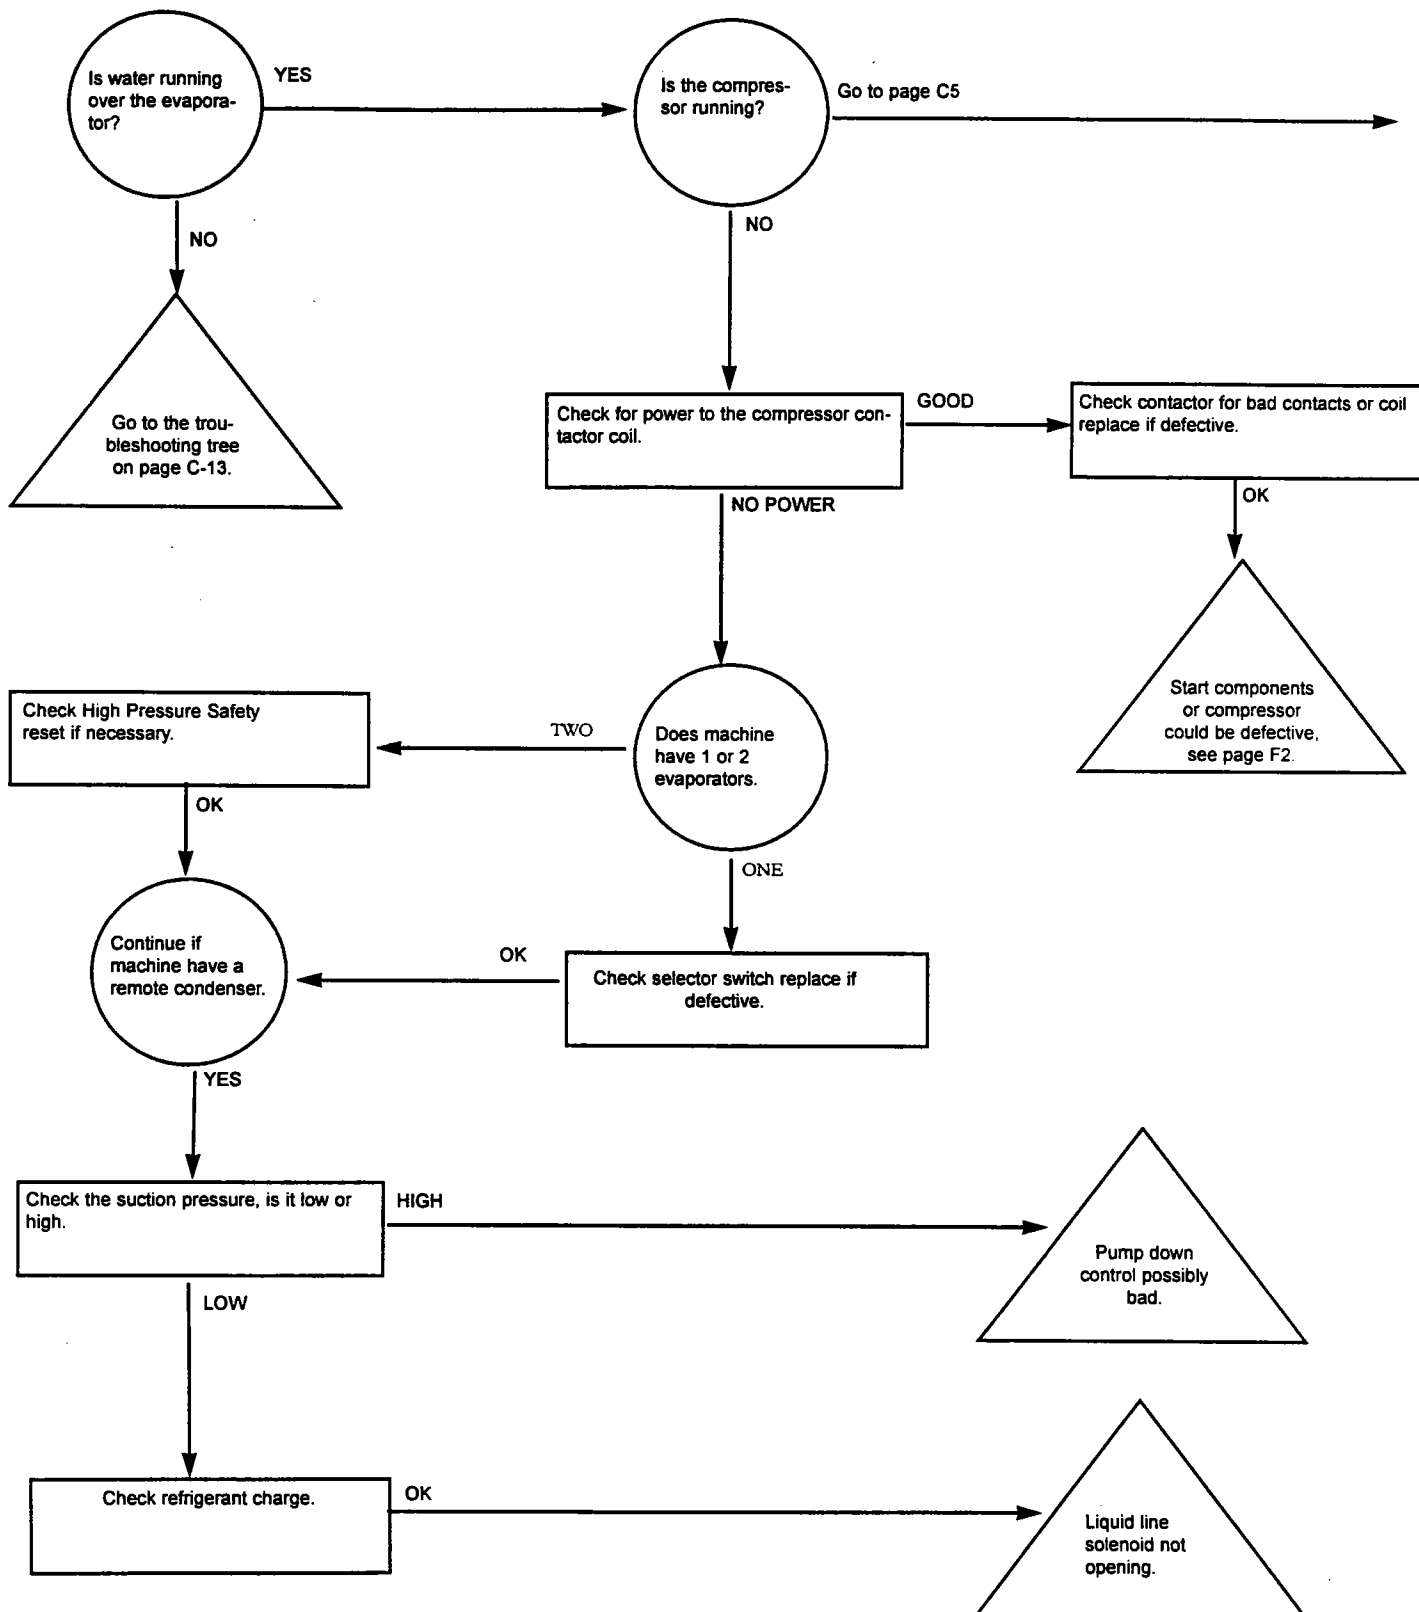 Is water running
over the evapora-
tor?
YES
Is the compres-
sor running?
Go to page C5
NO
NO
Go to the trou-
bleshooting tree
on page C-13.
Check for power to the compressor con-
tactor coil.
GOOD
Check contactor for bad contacts or coil
replace if defective.
NO POWER
OK
Start components
or compressor
could be defective,
see page F2.
Check High Pressure Safety
reset if necessary.
TWO
Does machine
have 1 or 2
evaporators.
OK
ONE
Continue if
machine have a
remote condenser.
OK
Check selector switch replace if
defective.
YES
Check the suction pressure, is it low or
high.
HIGH
Pump down
control possibly
bad.
LOW
Check refrigerant charge.
OK
Liquid line
solenoid not
opening.